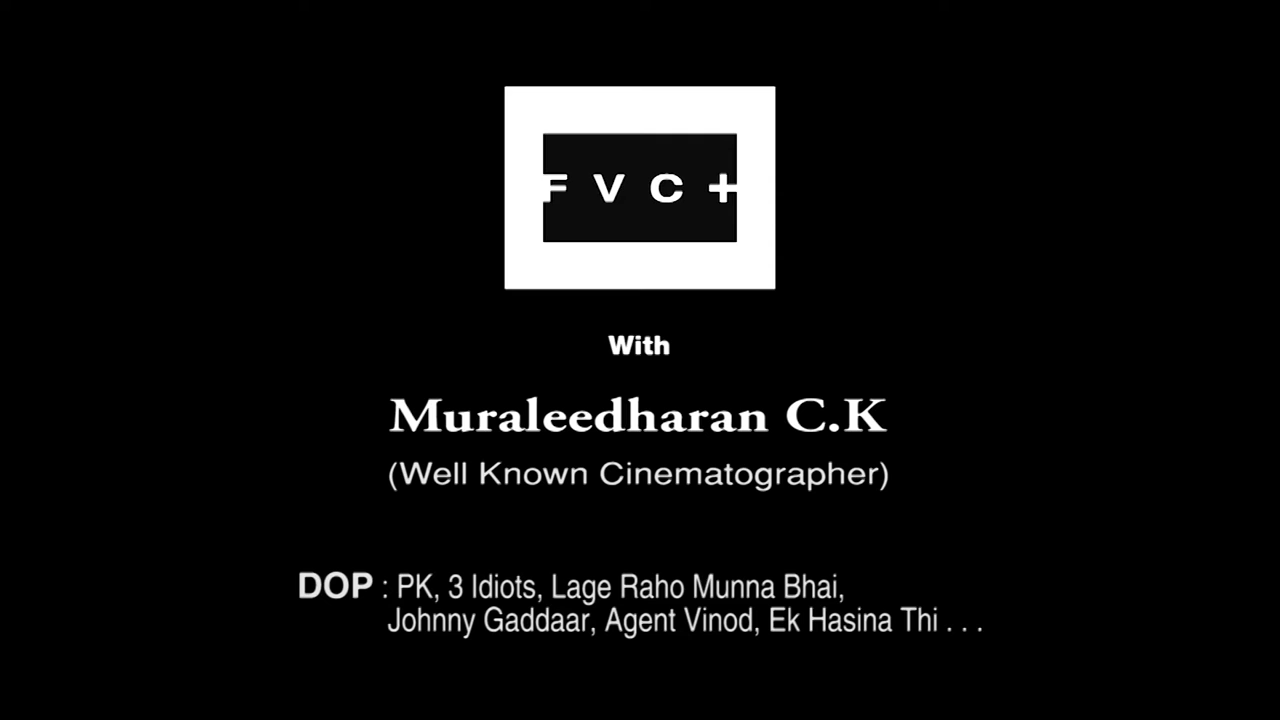 F V C +
With
Muraleedharan C.K
(Well Known Cinematographer)
DOP : PK, 3 Idiots, Lage Raho Munna Bhai,
Johnny Gaddaar, Agent Vinod, Ek Hasina Thi . . .